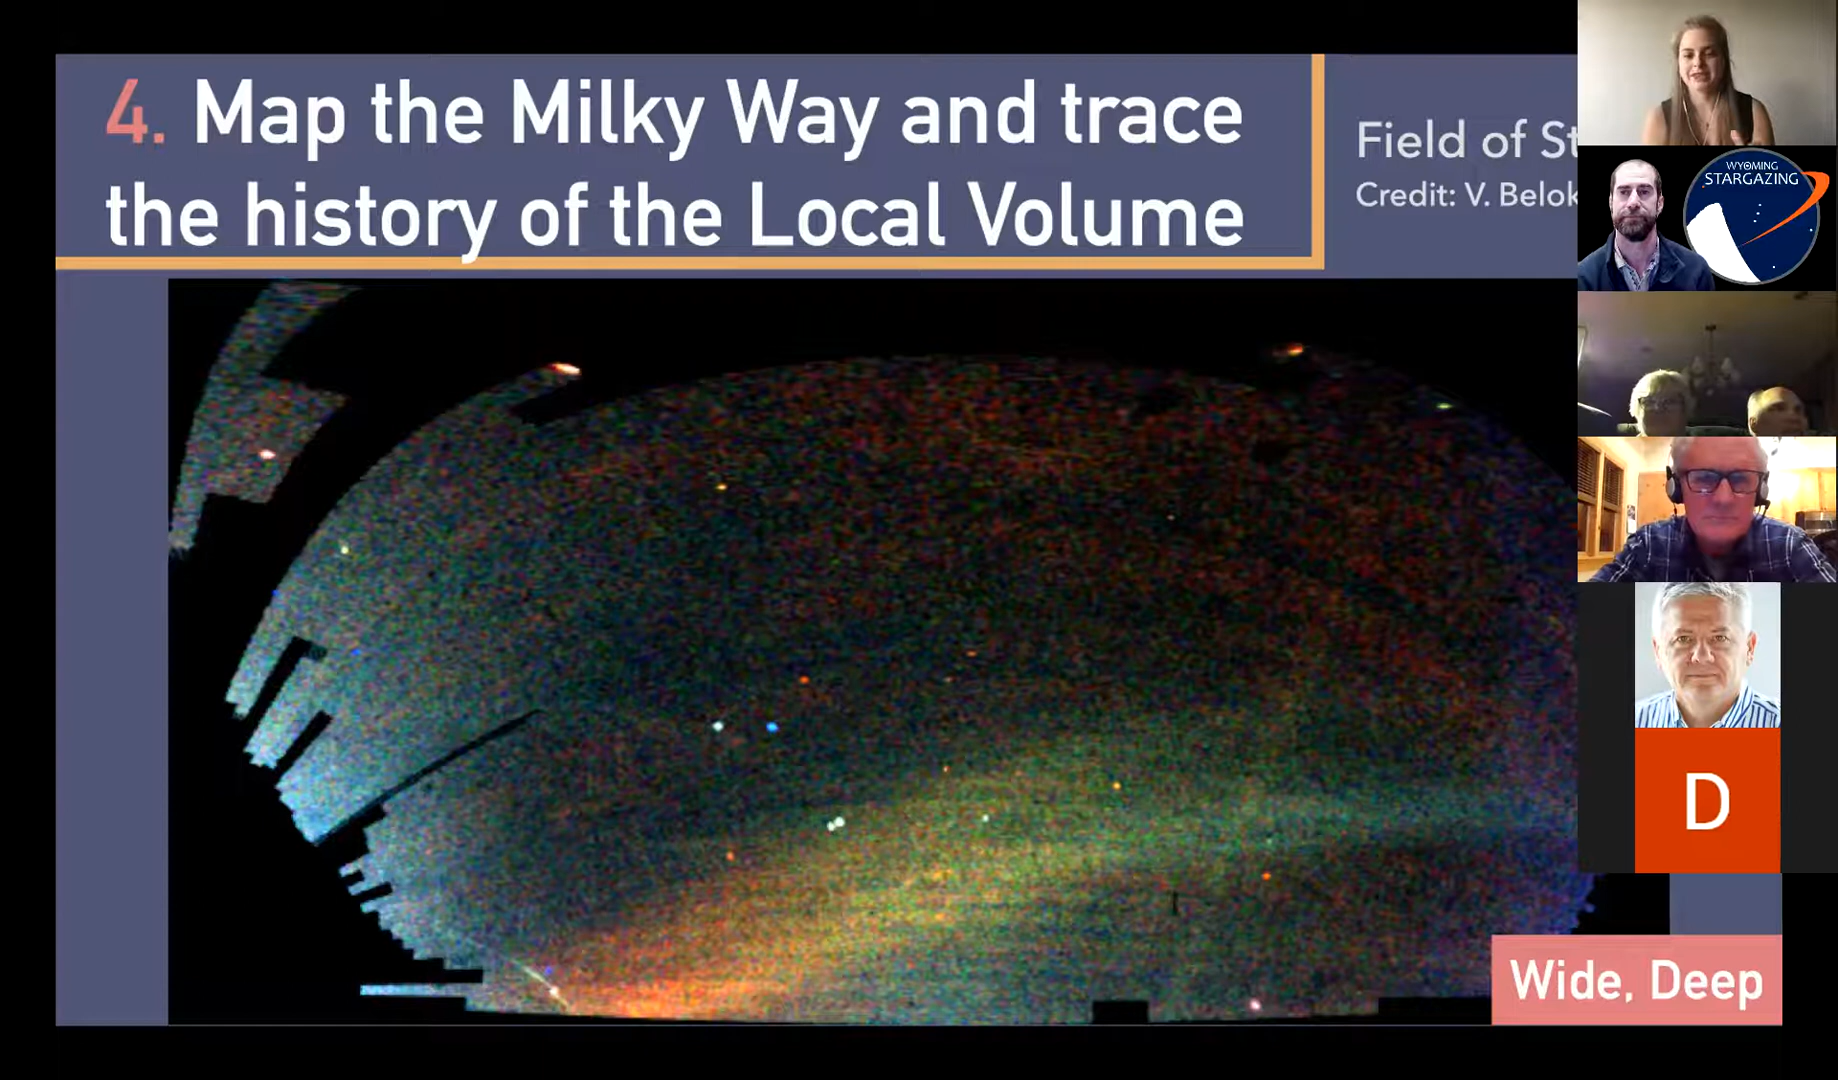 4. Map the Milky Way and trace
the history of the Local Volume
Field of St
Credit: V. Belok
WYOMING
STARGAZING
D
Wide, Deep